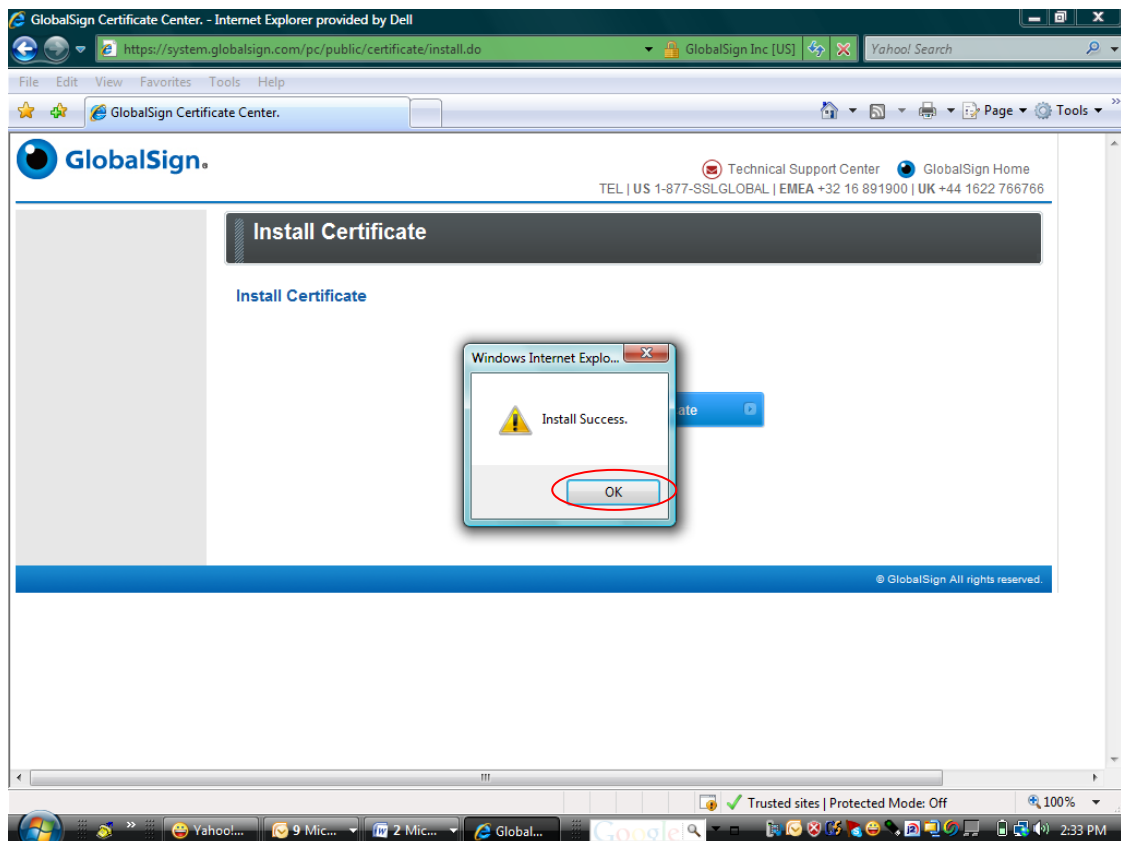 GlobalSign Certificate Center. - Internet Explorer provided by Dell
https://system.globalsign.com/pc/public/certificate/install.do
GlobalSign Inc [US]
Yahoo! Search
File Edit View Favorites Tools Help
GlobalSign Certificate Center.
Page Tools
GlobalSign.
Technical Support Center GlobalSign Home
TEL | US 1-877-SSLGLOBAL | EMEA +32 16 891900 | UK +44 1622 766766
Install Certificate
Install Certificate
Windows Internet Explo...
Install Success.
ate
OK
© GlobalSign All rights reserved.
Trusted sites | Protected Mode: Off
100%
Yahoo!...
9 Mic...
2 Mic...
Global...
Google
2:33 PM